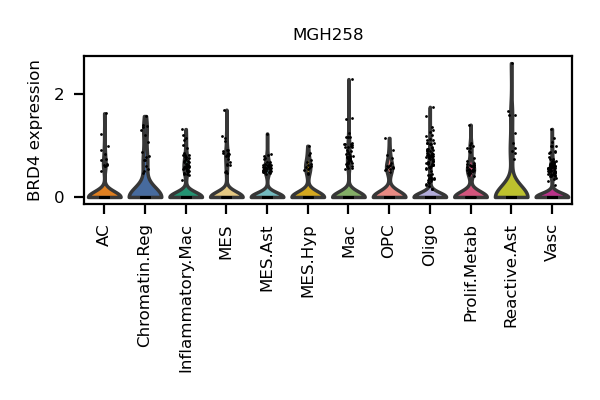 MGH258
BRD4 expression
2
0
AC
Chromatin.Reg
Inflammatory.Mac
MES
MES.Ast
MES.Hyp
Mac
OPC
Oligo
Prolif.Metab
Reactive.Ast
Vasc